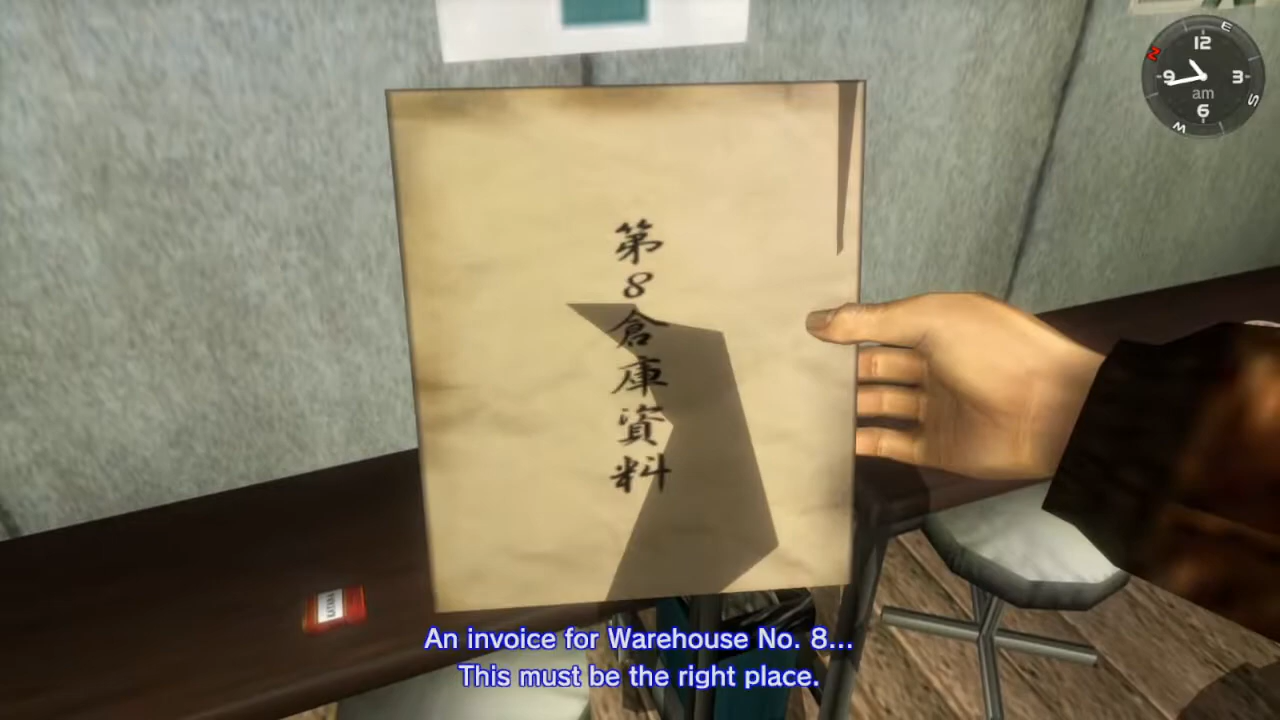 第8倉庫資料
E
N
12
9
3
am
S
6
W
An invoice for Warehouse No. 8...
This must be the right place.